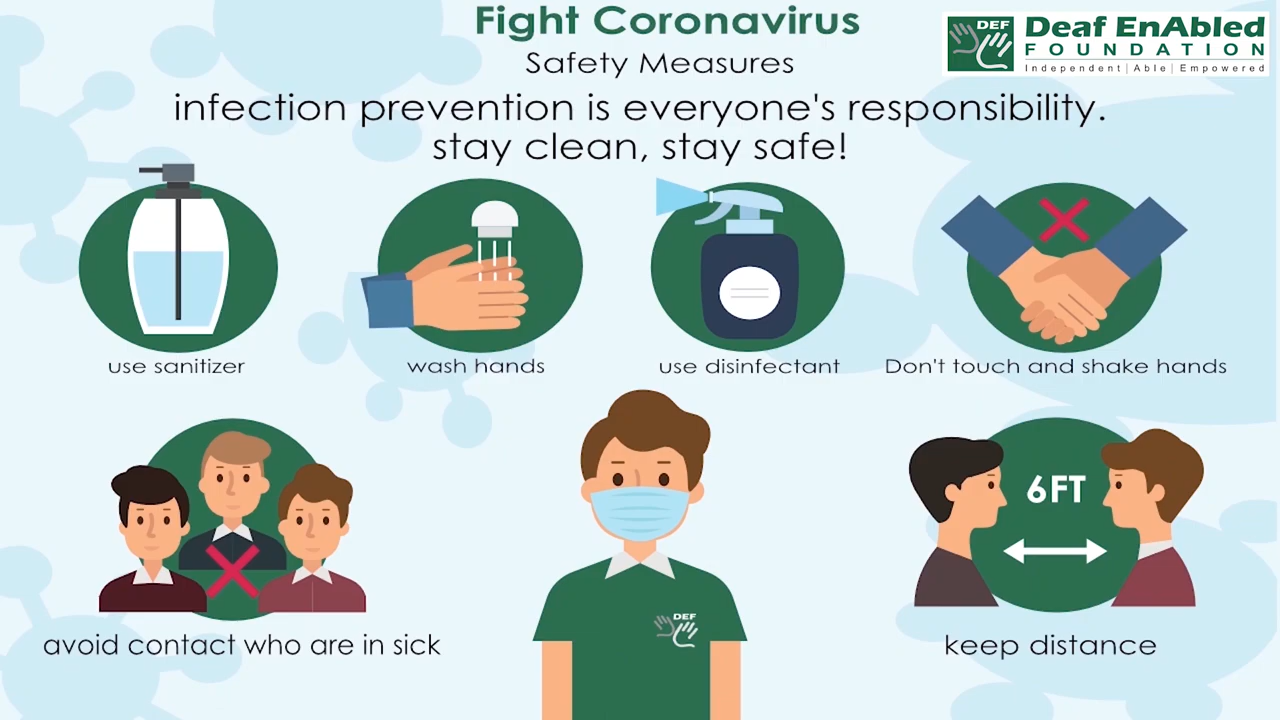 Fight Coronavirus
Safety Measures
infection prevention is everyone's responsibility.
stay clean, stay safe!
DEF
Deaf EnAbled
FOUNDATION
Independent | Able | Empowered
use sanitizer
wash hands
use disinfectant
Don't touch and shake hands
6FT
DEF
avoid contact who are in sick
keep distance